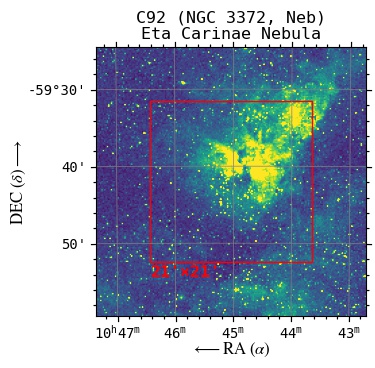 C92 (NGC 3372, Neb)
Eta Carinae Nebula
-59°30'
40'
50'
DEC (δ) ⟶
21'×21'
10ʰ47ᵐ 46ᵐ 45ᵐ 44ᵐ 43ᵐ
⟵ RA (α)